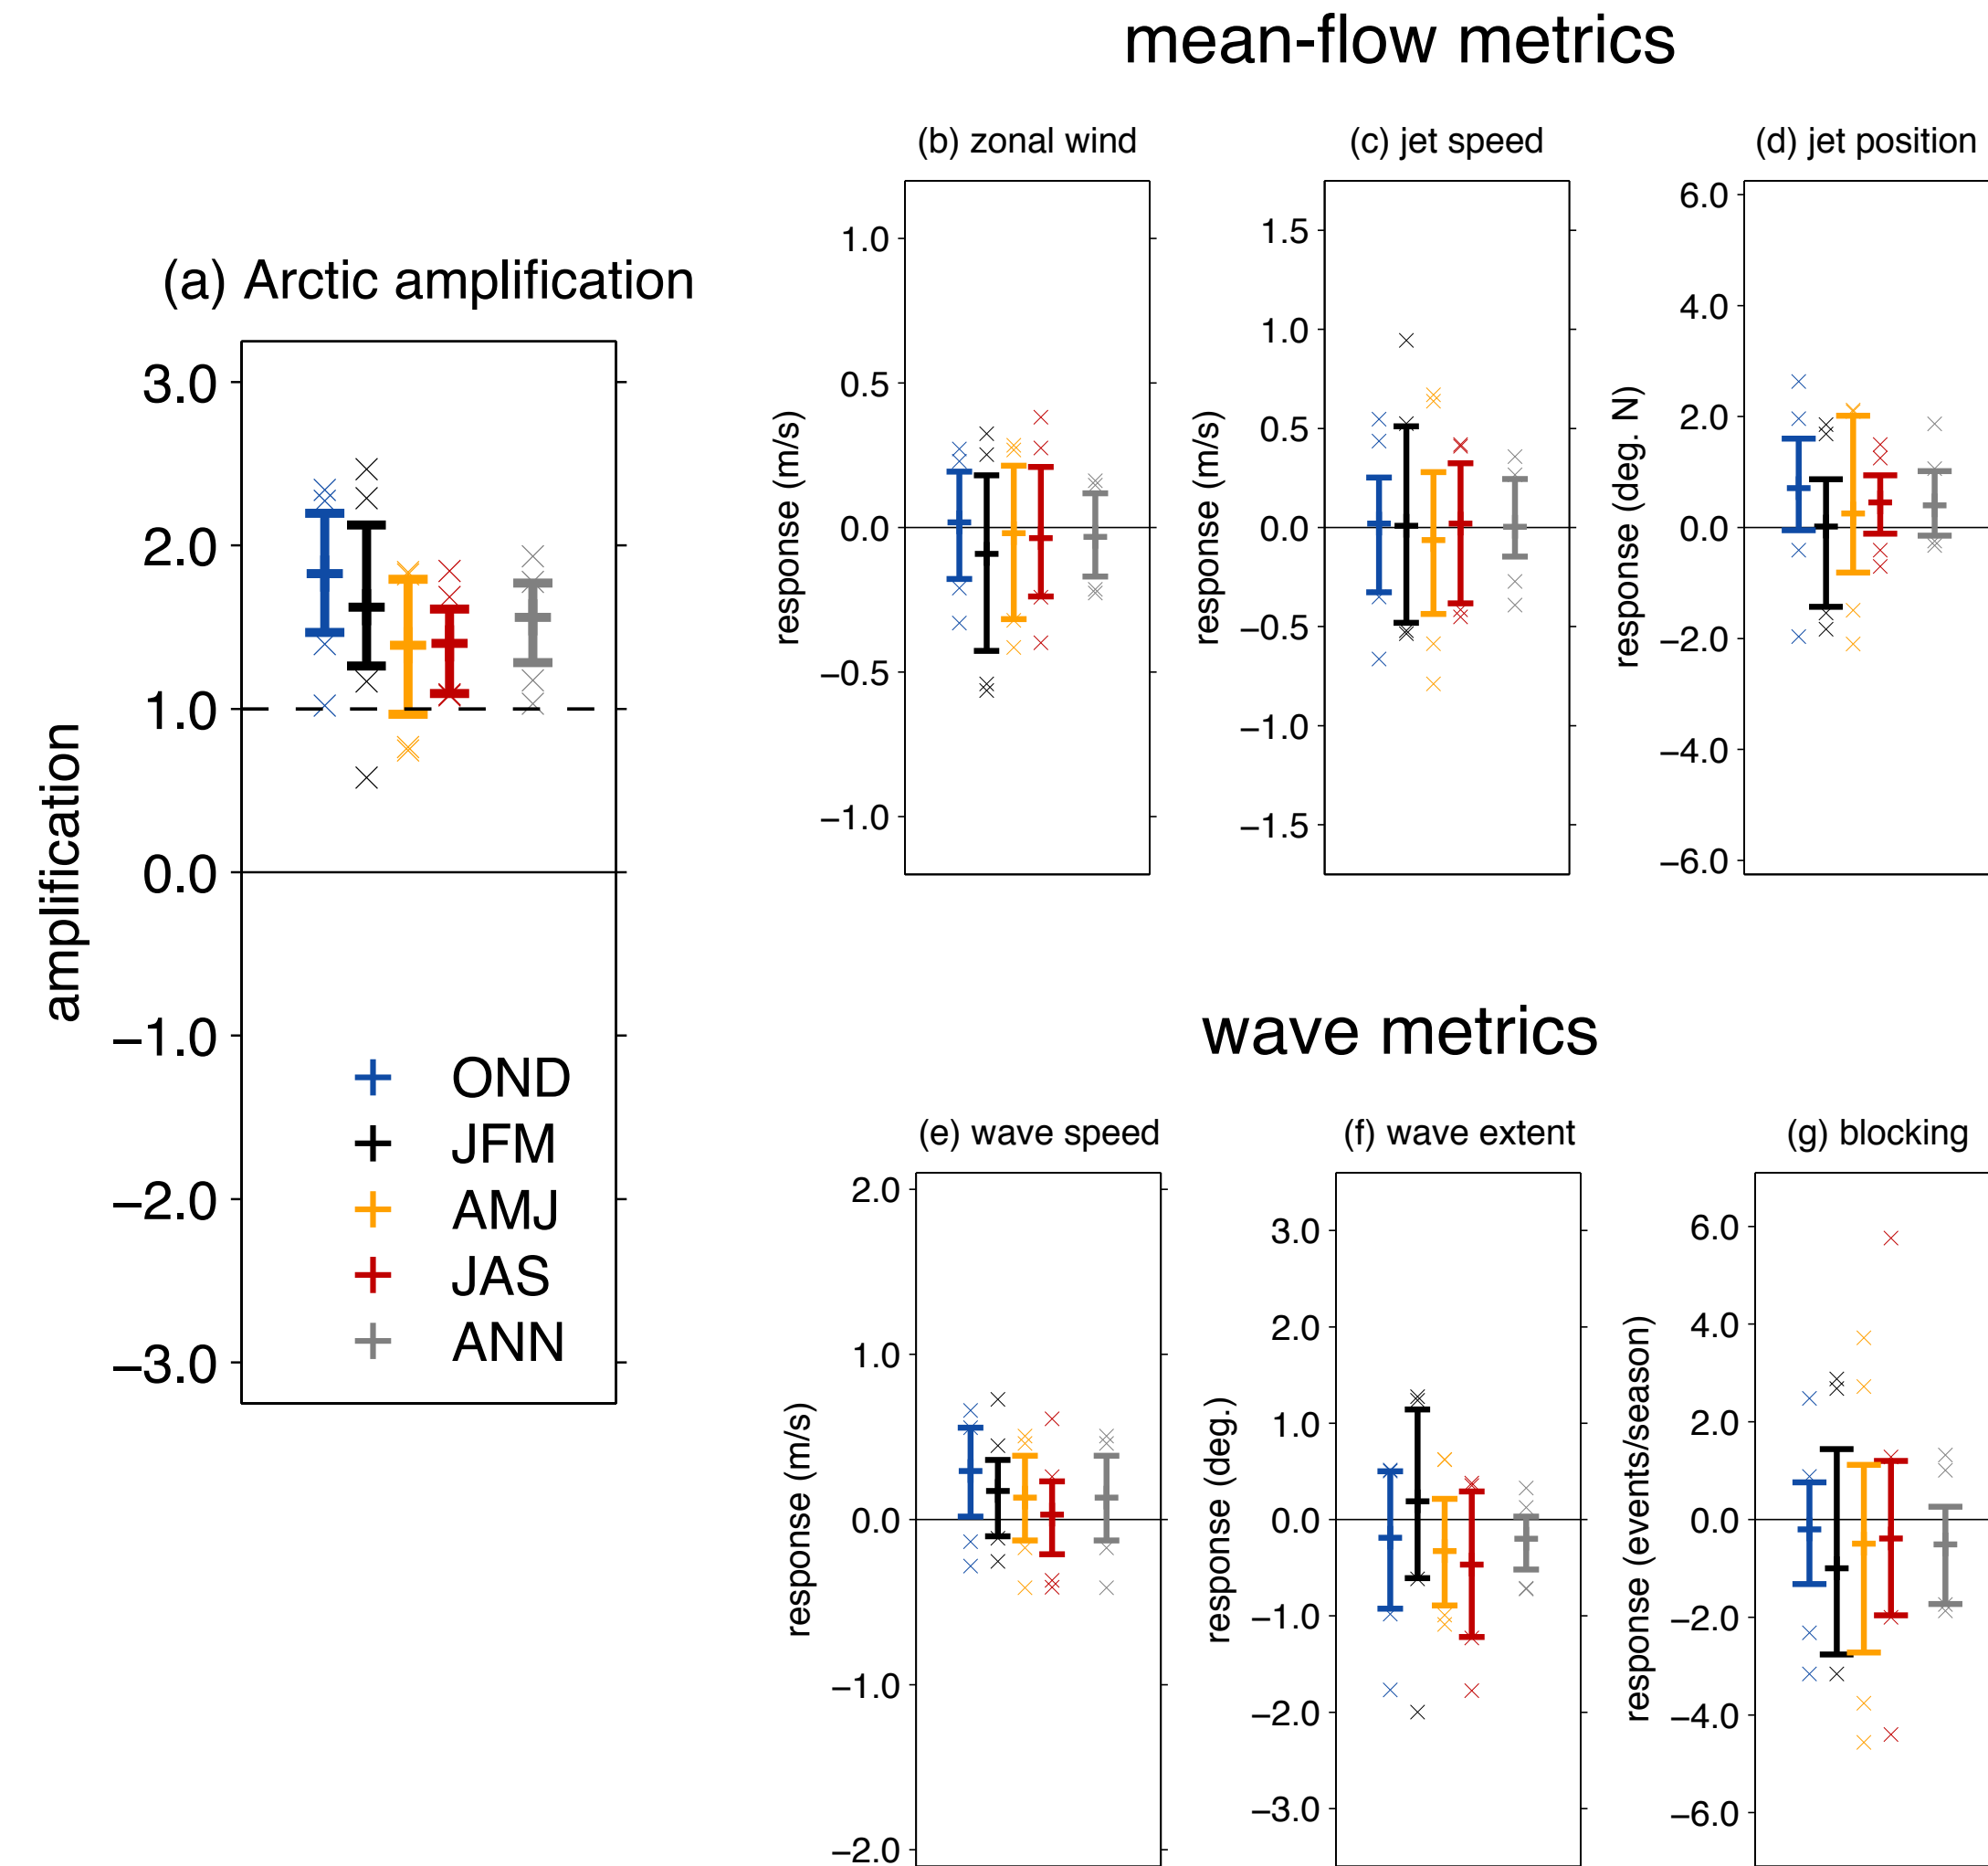 mean-flow metrics
(a) Arctic amplification
amplification
3.0
2.0
1.0
0.0
−1.0
−2.0
−3.0
OND
JFM
AMJ
JAS
ANN
(b) zonal wind
response (m/s)
1.0
0.5
0.0
−0.5
−1.0
(c) jet speed
response (m/s)
1.5
1.0
0.5
0.0
−0.5
−1.0
−1.5
(d) jet position
response (deg. N)
6.0
4.0
2.0
0.0
−2.0
−4.0
−6.0
wave metrics
(e) wave speed
response (m/s)
2.0
1.0
0.0
−1.0
−2.0
(f) wave extent
response (deg.)
3.0
2.0
1.0
0.0
−1.0
−2.0
−3.0
(g) blocking
response (events/season)
6.0
4.0
2.0
0.0
−2.0
−4.0
−6.0